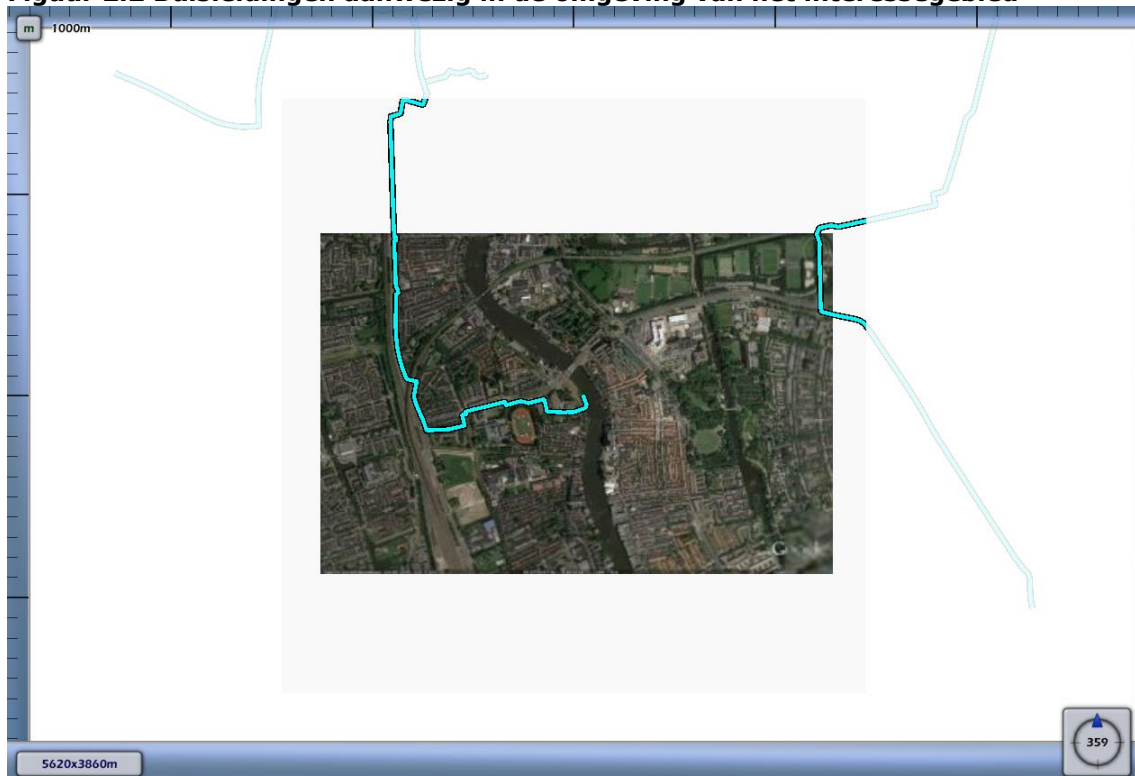 Figuur 2.2 Buisleidingen aanwezig in de omgeving van het interessegebied
m 1000m
359
5620x3860m